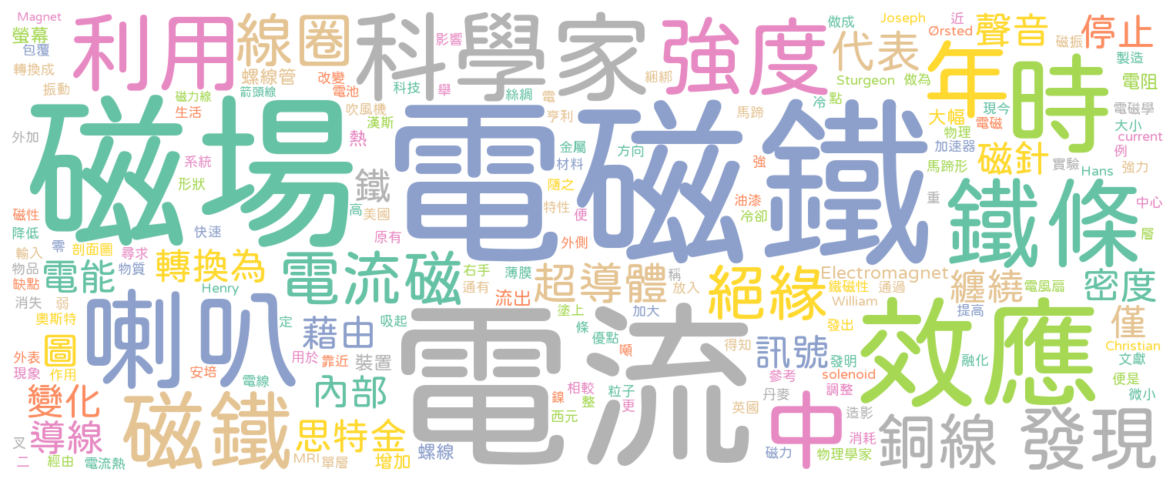 Magnet
螢幕
包覆
轉換成
振動
利用
線圈
螺線管
改變
電池
箭頭線
磁力線
生活
科學家
影響
科技
舉
絲綢
綑綁
電
吹風機
亨利
漢斯
熱
強度
做成
代表
Joseph
Ørsted
近
Sturgeon
做為
馬蹄
冷
點
大幅
物理
年
聲音
磁振
現今
電磁
加速器
時
停止
製造
電阻
電磁學
大小
current
例
外加
系統
形狀
磁場
鐵
高
美國
原有
電磁鐵
金屬
材料
方向
隨之
特性
便
外側
強
油漆
冷卻
磁針
馬蹄形
實驗
Hans
強力
重
鐵條
中心
層
磁性
降低
零
剖面圖
尋求
快速
輸入
物品
缺點
電能
物質
轉換為
Henry
消失
弱
電流磁
右手
通有
薄膜
流出
超導體
稱
放入
絕緣
Electromagnet
鐵磁性
通過
William
纏繞
電風扇
密度
奧斯特
定
喇叭
藉由
吸起
塗上
條
優點
加大
噸
得知
訊號
發出
發明
提高
效應
融化
僅
Christian
文獻
便是
微小
圖
外表
現象
作用
安培
電線
用於
靠近
裝置
內部
電流
相較
鎳
整
粒子
更
西元
參考
solenoid
調整
丹麥
英國
造影
中
消耗
物理學家
磁力
變化
導線
叉
二
經由
電流熱
磁鐵
MRI
單層
思特金
增加
螺線
銅線
發現